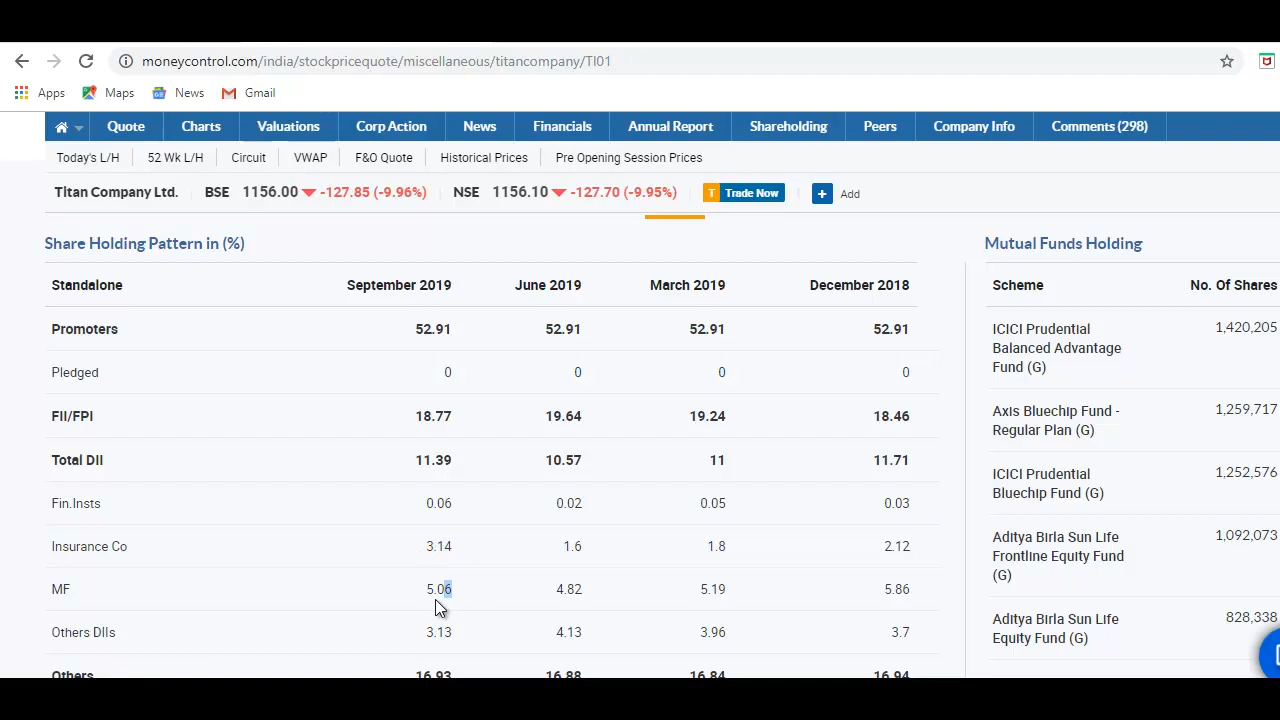 moneycontrol.com/india/stockpricequote/miscellaneous/titancompany/TI01
Apps Maps News Gmail
Quote Charts Valuations Corp Action News Financials Annual Report Shareholding Peers Company Info Comments (298)
Today's L/H 52 Wk L/H Circuit VWAP F&O Quote Historical Prices Pre Opening Session Prices
Titan Company Ltd. BSE 1156.00 -127.85 (-9.96%) NSE 1156.10 -127.70 (-9.95%) T Trade Now + Add
Share Holding Pattern in (%)
Standalone September 2019 June 2019 March 2019 December 2018
Promoters 52.91 52.91 52.91 52.91
Pledged 0 0 0 0
FII/FPI 18.77 19.64 19.24 18.46
Total DII 11.39 10.57 11 11.71
Fin.Insts 0.06 0.02 0.05 0.03
Insurance Co 3.14 1.6 1.8 2.12
MF 5.06 4.82 5.19 5.86
Others DIIs 3.13 4.13 3.96 3.7
Others 16.93 16.88 16.84 16.94
Mutual Funds Holding
Scheme No. Of Shares
ICICI Prudential 1,420,205
Balanced Advantage
Fund (G)
Axis Bluechip Fund - 1,259,717
Regular Plan (G)
ICICI Prudential 1,252,576
Bluechip Fund (G)
Aditya Birla Sun Life 1,092,073
Frontline Equity Fund
(G)
Aditya Birla Sun Life 828,338
Equity Fund (G)